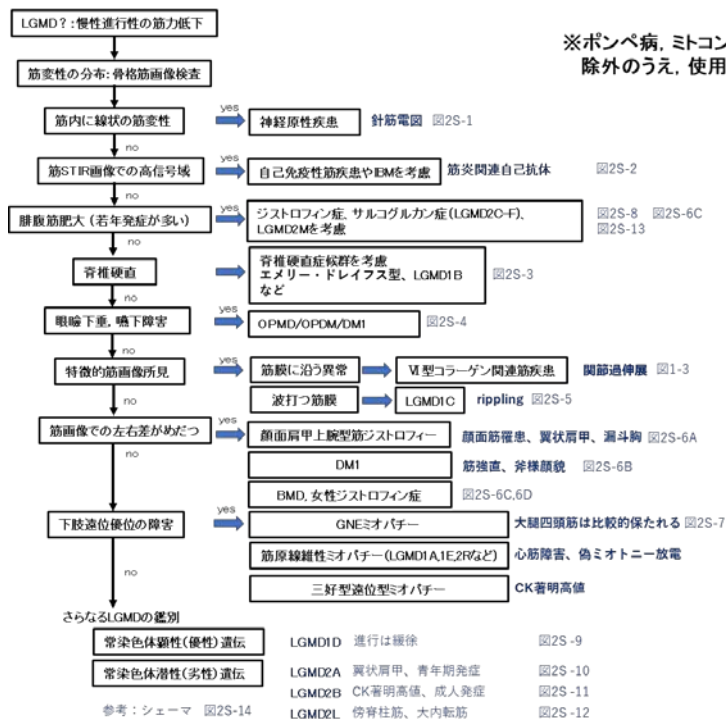 LGMD？：慢性進行性の筋力低下
※ポンペ病，ミトコン
除外のうえ，使用
筋変性の分布：骨格筋画像検査
筋内に線状の筋変性
yes
神経原性疾患
針筋電図 図2S-1
no
筋STIR画像での高信号域
yes
自己免疫性筋疾患やIBMを考慮
筋炎関連自己抗体
図2S-2
no
腓腹筋肥大（若年発症が多い）
yes
ジストロフィン症、サルコグルカン症（LGMD2C-F）、
LGMD2Mを考慮
図2S-8 図2S-6C
図2S-13
no
脊椎硬直
yes
脊椎硬直症候群を考慮
エメリー・ドレイフス型、LGMD1B
など
図2S-3
no
眼瞼下垂，嚥下障害
yes
OPMD/OPDM/DM1
図2S-4
no
特徴的筋画像所見
yes
筋膜に沿う異常
Ⅵ型コラーゲン関連筋疾患
関節過伸展 図1-3
波打つ筋膜
LGMD1C
rippling 図2S-5
no
筋画像での左右差がめだつ
yes
顔面肩甲上腕型筋ジストロフィー
顔面筋罹患、翼状肩甲、漏斗胸 図2S-6A
DM1
筋強直、斧様顔貌 図2S-6B
BMD, 女性ジストロフィン症
図2S-6C,6D
no
下肢遠位優位の障害
yes
GNEミオパチー
大腿四頭筋は比較的保たれる 図2S-7
筋原線維性ミオパチー（LGMD1A,1E,2Rなど）
心筋障害、偽ミオトニー放電
三好型遠位型ミオパチー
CK著明高値
no
さらなるLGMDの鑑別
常染色体顕性（優性）遺伝
LGMD1D 進行は緩徐 図2S-9
常染色体潜性（劣性）遺伝
LGMD2A 翼状肩甲、青年期発症 図2S-10
LGMD2B CK著明高値、成人発症 図2S-11
参考：シェーマ 図2S-14
LGMD2L 傍脊柱筋、大内転筋 図2S-12